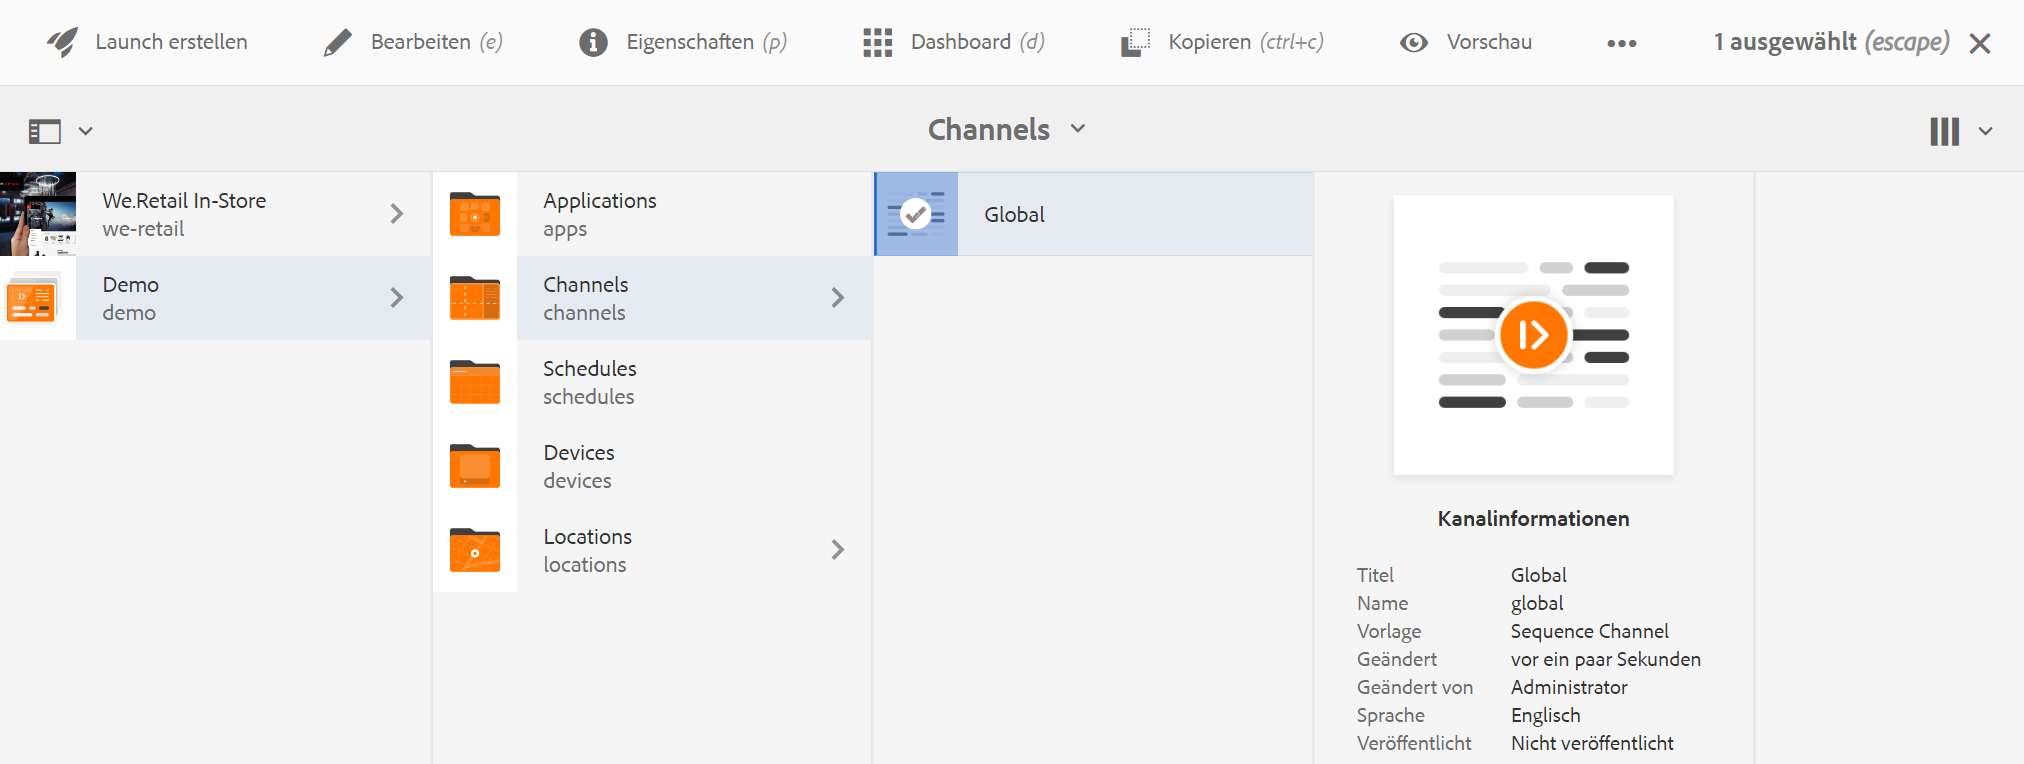 Launch erstellen
Bearbeiten (e)
Eigenschaften (p)
Dashboard (d)
Kopieren (ctrl+c)
Vorschau
1 ausgewählt (escape)
Channels
We.Retail In-Store
we-retail
Demo
demo
Applications
apps
Channels
channels
Schedules
schedules
Devices
devices
Locations
locations
Global
Kanalinformationen
Titel Global
Name global
Vorlage Sequence Channel
Geändert vor ein paar Sekunden
Geändert von Administrator
Sprache Englisch
Veröffentlicht Nicht veröffentlicht